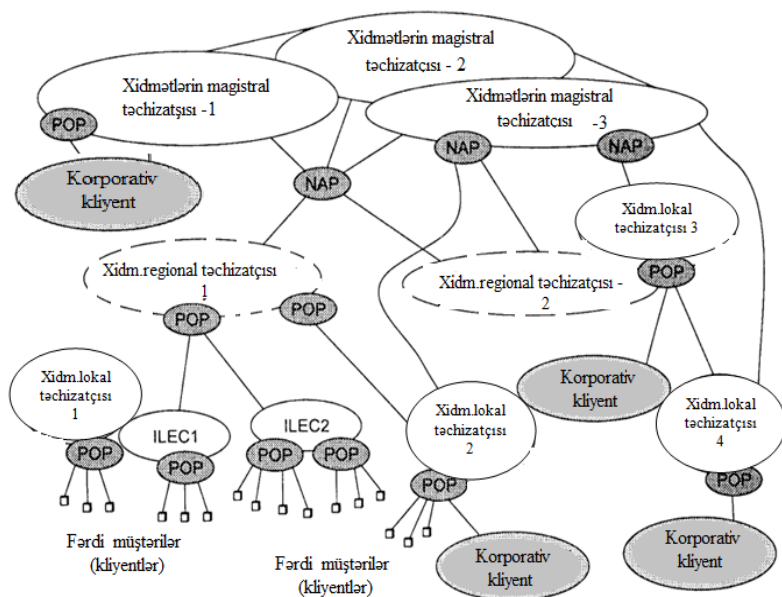 Xidmətlərin magistral
təchizatçısı - 2
Xidmətlərin magistral
təchizatşısı -1
Xidmətlərin magistral
təchizatcısı -3
POP
NAP
NAP
NAP
Korporativ
kliyent
Xidm.lokal
təchizatçısı 3
Xidm.regional təchizatçısı
1
Xidm.regional təchizatçısı -
2
POP
POP
POP
Xidm.lokal
təchizatçısı
1
Korporativ
kliyent
Xidm.lokal
təchizatçısı
2
Xidm.lokal
təchizatçısı
4
ILEC1
ILEC2
POP
POP
POP
POP
POP
POP
Fərdi müştərilər
(kliyentlər)
Fərdi müştərilər
(kliyentlər)
Korporativ
kliyent
Korporativ
kliyent